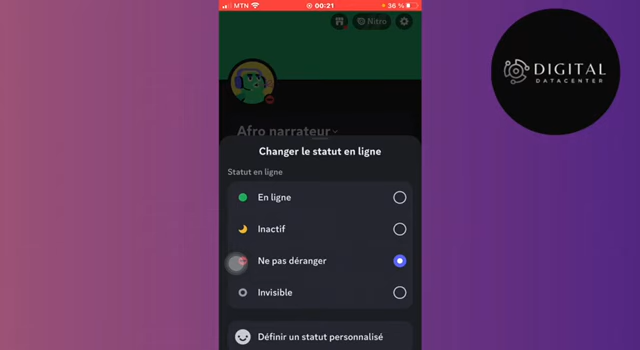 MTN 00:21 36 %
Nitro
DIGITAL
DATACENTER
Afro narrateur
Changer le statut en ligne
Statut en ligne
En ligne
Inactif
Ne pas déranger
Invisible
Définir un statut personnalisé